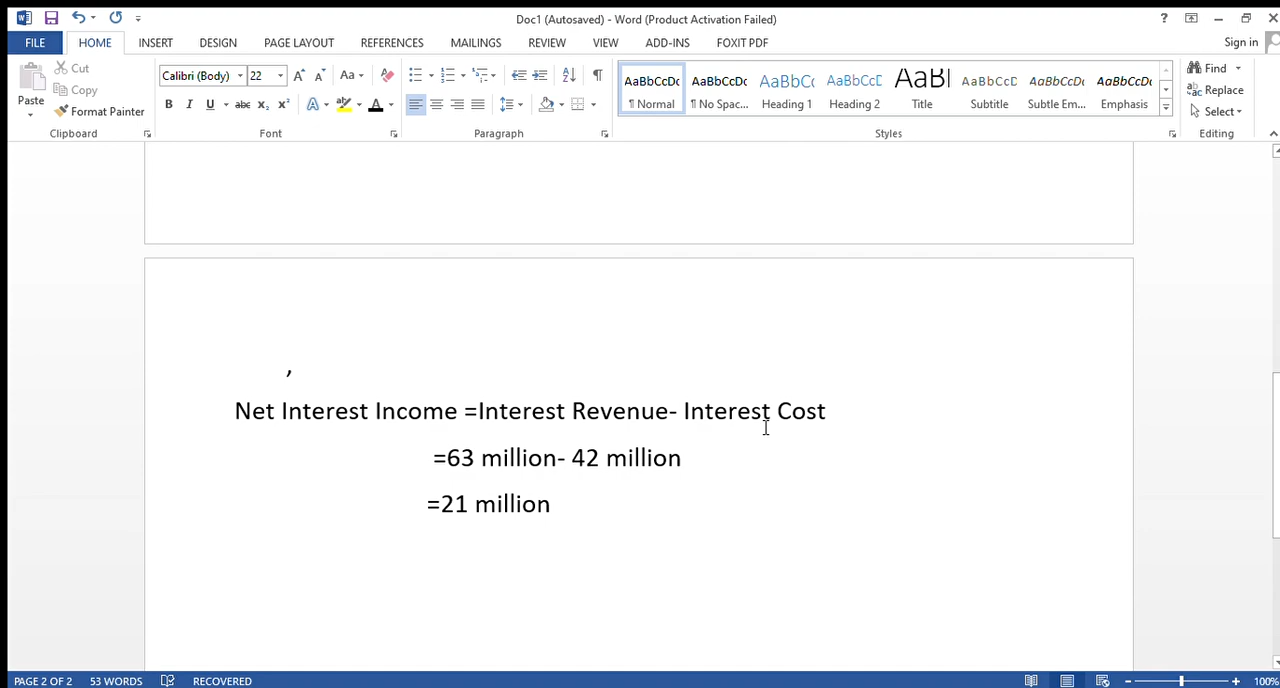 Doc1 (Autosaved) - Word (Product Activation Failed)
FILE HOME INSERT DESIGN PAGE LAYOUT REFERENCES MAILINGS REVIEW VIEW ADD-INS FOXIT PDF Sign in
Paste
Cut
Copy
Format Painter
Clipboard
Calibri (Body) 22
Font
Paragraph
AaBbCcDc AaBbCcDc AaBbCc AaBbCcE AaB AaBbCcD AaBbCcDc AaBbCcDc
¶ Normal ¶ No Spac... Heading 1 Heading 2 Title Subtitle Subtle Em... Emphasis
Styles
Find
Replace
Select
Editing
,
Net Interest Income =Interest Revenue- Interest Cost
=63 million- 42 million
=21 million
PAGE 2 OF 2 53 WORDS RECOVERED 100%